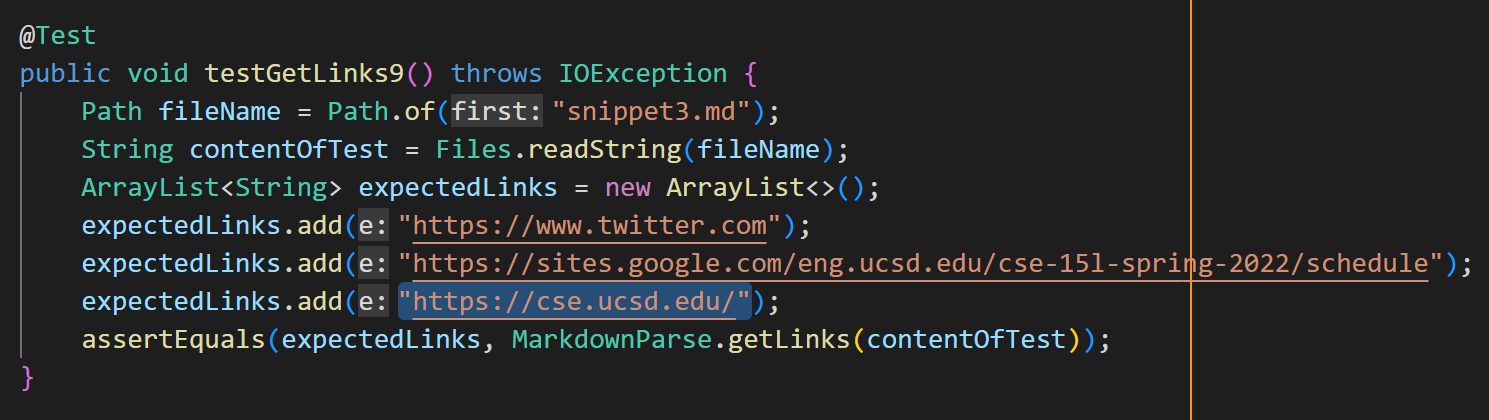 @Test
public void testGetLinks9() throws IOException {
    Path fileName = Path.of(first: "snippet3.md");
    String contentOfTest = Files.readString(fileName);
    ArrayList<String> expectedLinks = new ArrayList<>();
    expectedLinks.add(e: "https://www.twitter.com");
    expectedLinks.add(e: "https://sites.google.com/eng.ucsd.edu/cse-15l-spring-2022/schedule");
    expectedLinks.add(e: "https://cse.ucsd.edu/");
    assertEquals(expectedLinks, MarkdownParse.getLinks(contentOfTest));
}